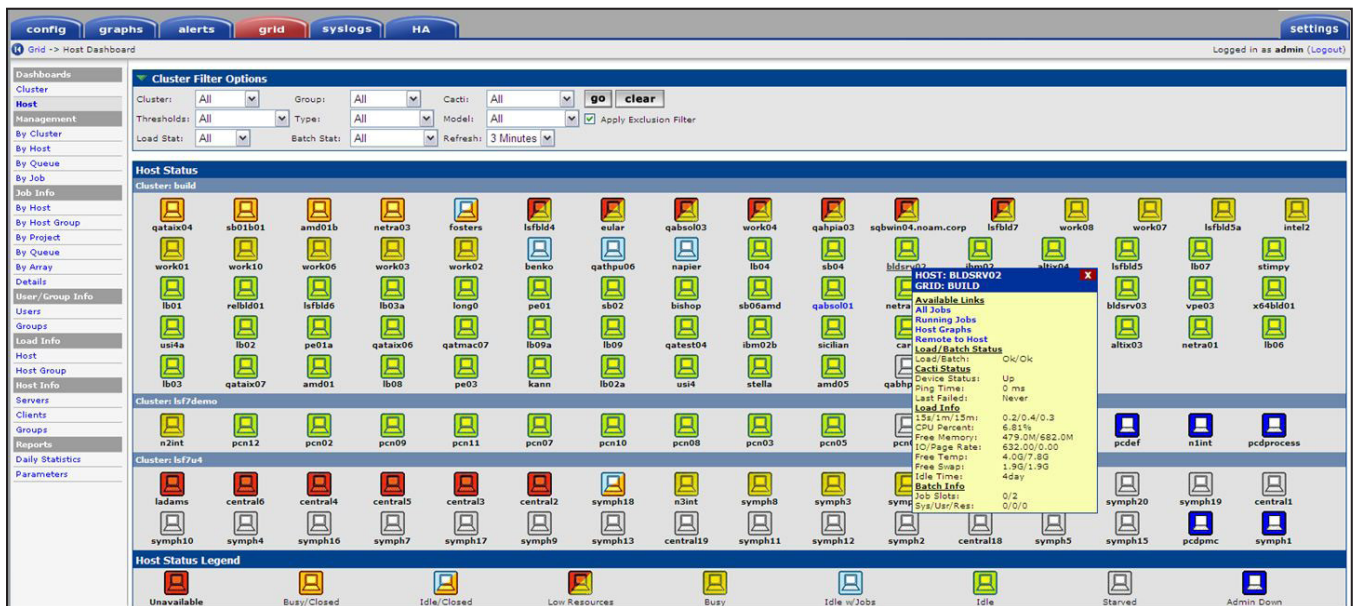 config graphs alerts grid syslogs HA settings
Grid -> Host Dashboard Logged in as admin (Logout)
Dashboards
Cluster
Host
Management
By Cluster
By Host
By Queue
By Job
Job Info
By Host
By Host Group
By Project
By Queue
By Array
Details
User/Group Info
Users
Groups
Load Info
Host
Host Group
Host Info
Servers
Clients
Groups
Reports
Daily Statistics
Parameters
Cluster Filter Options
Cluster: All Group: All Cacti: All go clear
Thresholds: All Type: All Model: All Apply Exclusion Filter
Load Stat: All Batch Stat: All Refresh: 3 Minutes
Host Status
Cluster: build
qataix04 sb01b01 amd01b netra03 fosters lsfbld4 eular qabsol03 work04 qahpia03 sqbwin04.noam.corp lsfbld7 work08 work07 lsfbld5a intel2
work01 work10 work06 work03 work02 benko qathpu06 napier lb04 sb04 bldsrv02 ibm02 altix04 lsfbld5 lb07 stimpy
lb01 relbld01 lsfbld6 lb03a long0 pe01 sb02 bishop sb06amd qabsol01 netra bldsrv03 vpe03 x64bld01
usi4a lb02 pe01a qataix06 qatmac07 lb09a lb09 qatest04 ibm02b sicilian car altix03 netra01 lb06
lb03 qataix07 amd01 lb08 pe03 kann lb02a usi4 stella amd05 qabhp
Cluster: lsf7demo
n2int pcn12 pcn02 pcn09 pcn11 pcn07 pcn10 pcn08 pcn03 pcn05 pcn pcdef n1int pcdprocess
Cluster: lsf7u4
ladams central6 central4 central5 central3 central2 symph18 n3int symph8 symph3 symp symph20 symph19 central1
symph10 symph4 symph16 symph7 symph17 symph9 symph13 central19 symph11 symph12 symph2 central18 symph5 symph15 pcdpmc symph1
HOST: BLDSRV02 X
GRID: BUILD
Available Links
All Jobs
Running Jobs
Host Graphs
Remote to Host
Load/Batch Status
Load/Batch: Ok/Ok
Cacti Status
Device Status: Up
Ping Time: 0 ms
Last Failed: Never
Load Info
15s/1m/15m: 0.2/0.4/0.3
CPU Percent: 6.81%
Free Memory: 479.0M/682.0M
IO/Page Rate: 632.00/0.00
Free Temp: 4.0G/7.8G
Free Swap: 1.9G/1.9G
Idle Time: 4day
Batch Info
Job Slots: 0/2
Sys/Usr/Res: 0/0/0
Host Status Legend
Unavailable Busy/Closed Idle/Closed Low Resources Busy Idle w/Jobs Idle Starved Admin Down